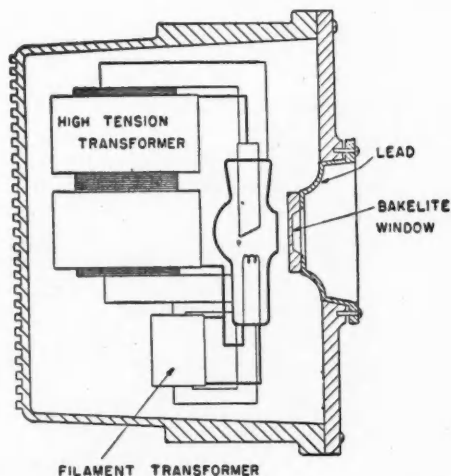 HIGH TENSION
TRANSFORMER
LEAD
BAKELITE
WINDOW
FILAMENT TRANSFORMER